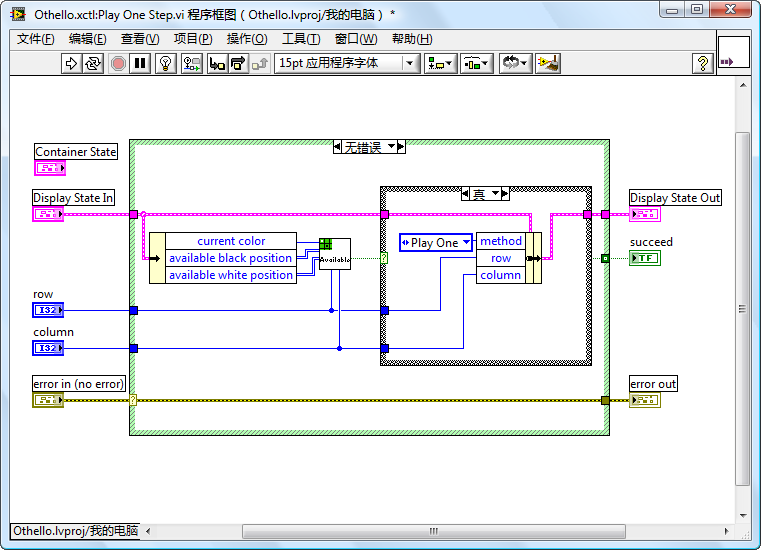 Othello.xctl:Play One Step.vi 程序框图 ( Othello.lvproj/我的电脑 ) *
文件(F) 编辑(E) 查看(V) 项目(P) 操作(O) 工具(T) 窗口(W) 帮助(H)
15pt 应用程序字体
?
无错误
Container State
Display State In
真
Display State Out
current color
Play One
method
succeed
available black position
Available
?
row
TF
available white position
column
row
I32
column
I32
error in (no error)
error out
?
Othello.lvproj/我的电脑